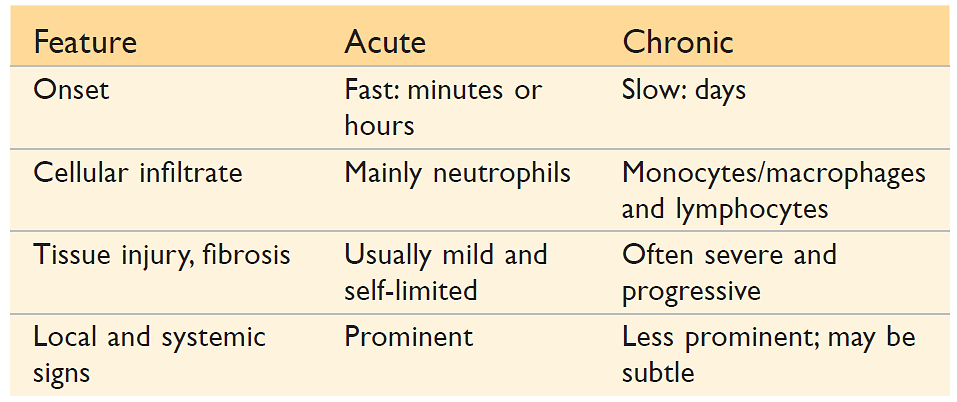 Feature Acute Chronic
Onset Fast: minutes or Slow: days
hours
Cellular infiltrate Mainly neutrophils Monocytes/macrophages
and lymphocytes
Tissue injury, fibrosis Usually mild and Often severe and
self-limited progressive
Local and systemic Prominent Less prominent; may be
signs subtle